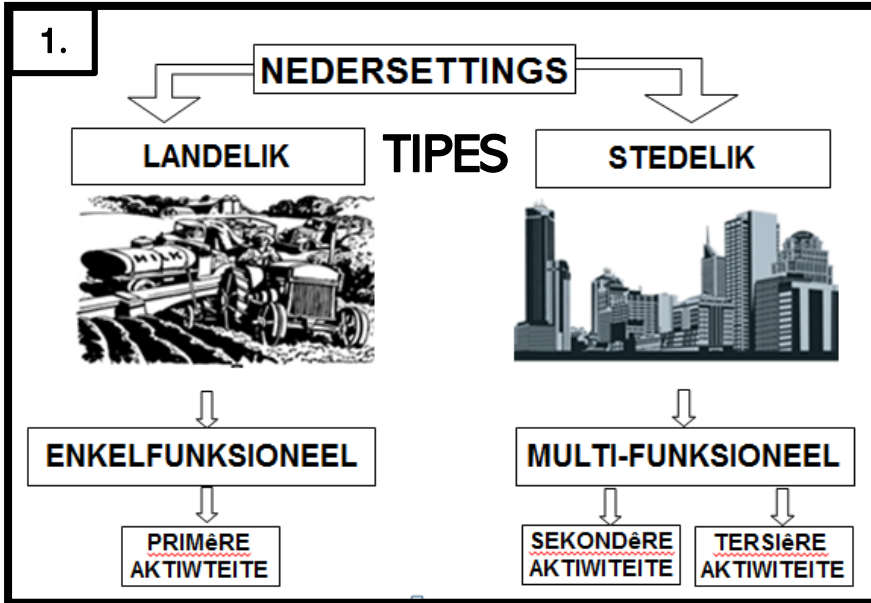 1.
NEDERSETTINGS
LANDELIK
TIPES
STEDELIK
MILK
ENKELFUNKSIONEEL
MULTI-FUNKSIONEEL
PRIMêRE
AKTIWTEITE
SEKONDêRE
AKTIWITEITE
TERSIêRE
AKTIWITEITE